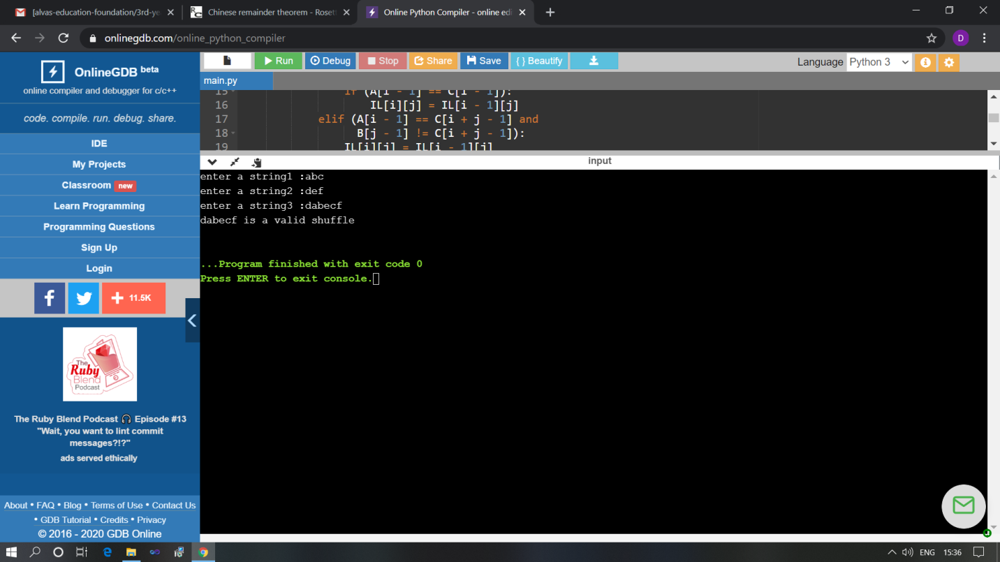 [alvas-education-foundation/3rd-ye
Chinese remainder theorem - Roset
Online Python Compiler - online edi
onlinegdb.com/online_python_compiler
D
OnlineGDB beta
online compiler and debugger for c/c++
code. compile. run. debug. share.
IDE
My Projects
Classroom new
Learn Programming
Programming Questions
Sign Up
Login
11.5K
The
Ruby
Blend
Podcast
The Ruby Blend Podcast 🎧 Episode #13
"Wait, you want to lint commit
messages?!?"
ads served ethically
About • FAQ • Blog • Terms of Use • Contact Us
• GDB Tutorial • Credits • Privacy
© 2016 - 2020 GDB Online
Run Debug Stop Share Save { } Beautify
Language Python 3
main.py
15 if (A[i - 1] == C[i - 1]):
16 IL[i][j] = IL[i - 1][j]
17 elif (A[i - 1] == C[i + j - 1] and
18 B[j - 1] != C[i + j - 1]):
19 IL[i][j] = IL[i - 1][j]
input
enter a string1 :abc
enter a string2 :def
enter a string3 :dabecf
dabecf is a valid shuffle
...Program finished with exit code 0
Press ENTER to exit console.
ENG 15:36